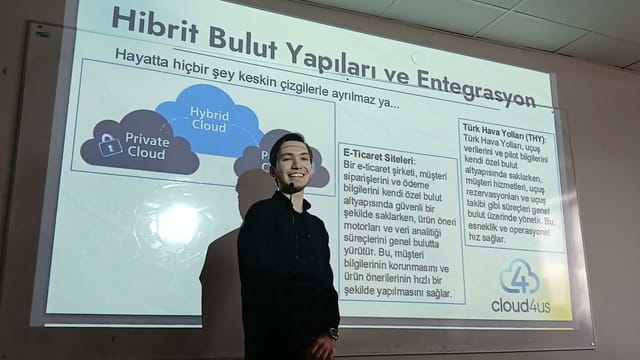 Hibrit Bulut Yapıları ve Entegrasyon
Hayatta hiçbir şey keskin çizgilerle ayrılmaz ya...
Hybrid
Cloud
Private
Cloud
E-Ticaret Siteleri:
Bir e-ticaret şirketi, müşteri
siparişlerini ve ödeme
bilgilerini kendi özel bulut
altyapısında güvenli bir
şekilde saklarken, ürün öneri
motorları ve veri analitiği
süreçlerini genel bulutta
yürütür. Bu, müşteri
bilgilerinin korunmasını ve
ürün önerilerinin hızlı bir
şekilde yapılmasını sağlar.
Türk Hava Yolları (THY):
Türk Hava Yolları, uçuş
verilerini ve pilot bilgilerini
kendi özel bulut
altyapısında saklarken,
müşteri hizmetleri, uçuş
rezervasyonları ve uçuş
takibi gibi süreçleri genel
bulut üzerinde yönetir. Bu,
esneklik ve operasyonel
hız sağlar.
4
cloud4us